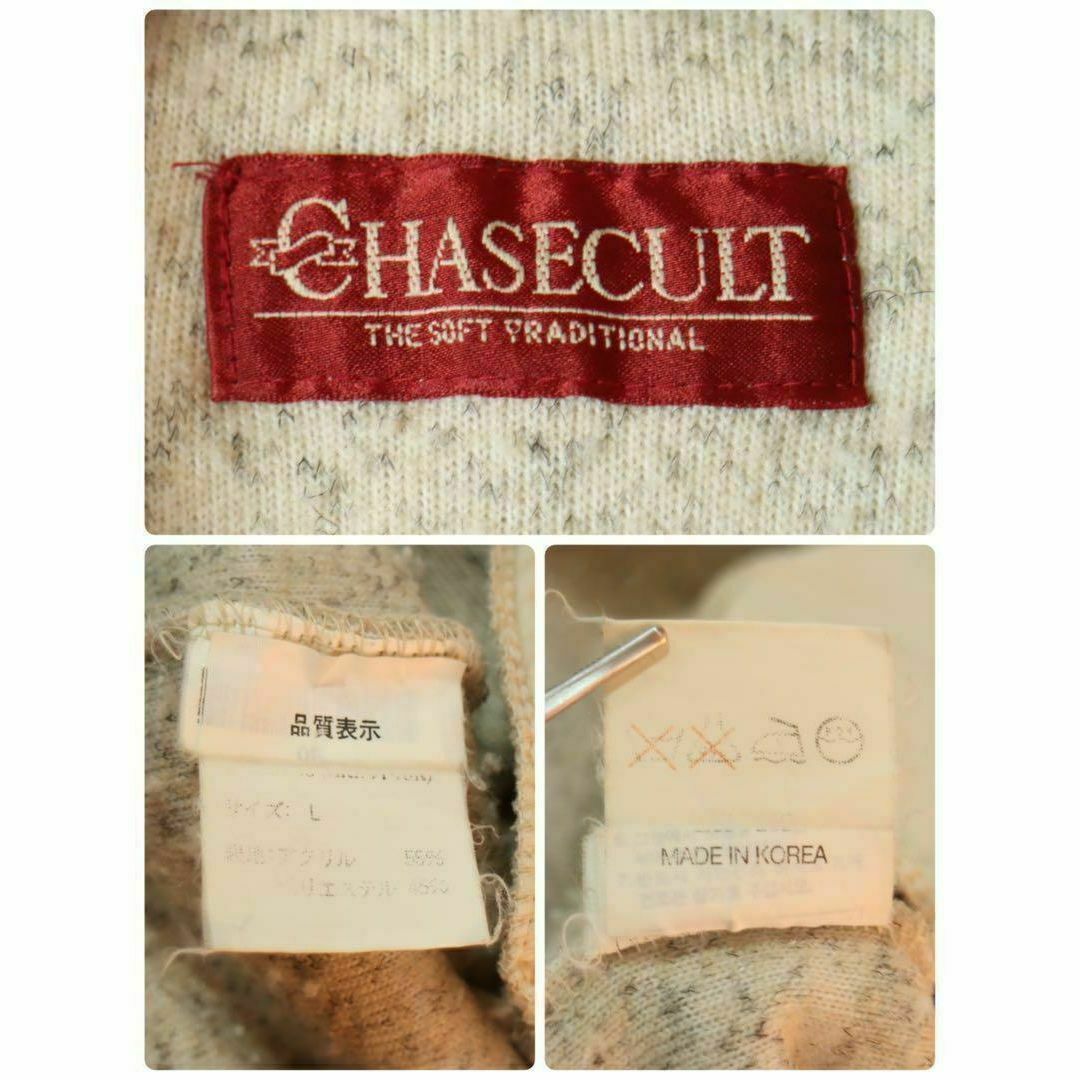 CHASECULT
THE SOFT TRADITIONAL
品質表示
サイズ: L
アクリル 55%
エステル 45%
MADE IN KOREA